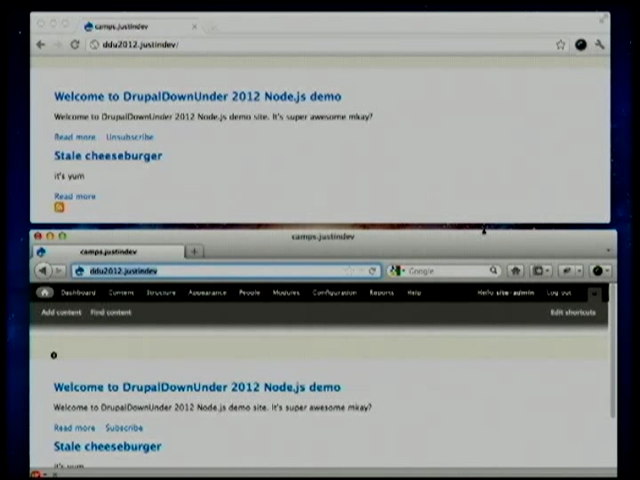 camps.justindev
ddu2012.justindev/
Welcome to DrupalDownUnder 2012 Node.js demo
Welcome to DrupalDownUnder 2012 Node.js demo site. It's super awesome mkay?
Read more Unsubscribe
Stale cheeseburger
it's yum
Read more
camps.justindev
camps.justindev
ddu2012.justindev
Google
Dashboard Content Structure Appearance People Modules Configuration Reports Help Hello site-admin Log out
Add content Find content Edit shortcuts
0
Welcome to DrupalDownUnder 2012 Node.js demo
Welcome to DrupalDownUnder 2012 Node.js demo site. It's super awesome mkay?
Read more Subscribe
Stale cheeseburger
it's yum